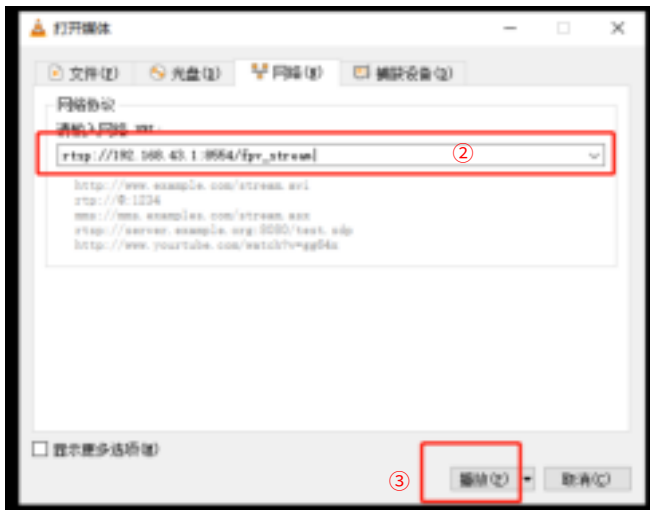 打开媒体
文件(F) 光盘(D) 网络(N) 捕获设备(D)
网络协议
请输入网络 URL:
rtsp://192.168.43.1:8554/fpv_stream ②
http://www.example.com/stream.avi
rtp://@:1234
mms://mms.examples.com/stream.asx
rtsp://server.example.org:8080/test.sdp
http://www.yourtube.com/watch?v=gg64x
显示更多选项(M)
③ 播放(P) 取消(C)